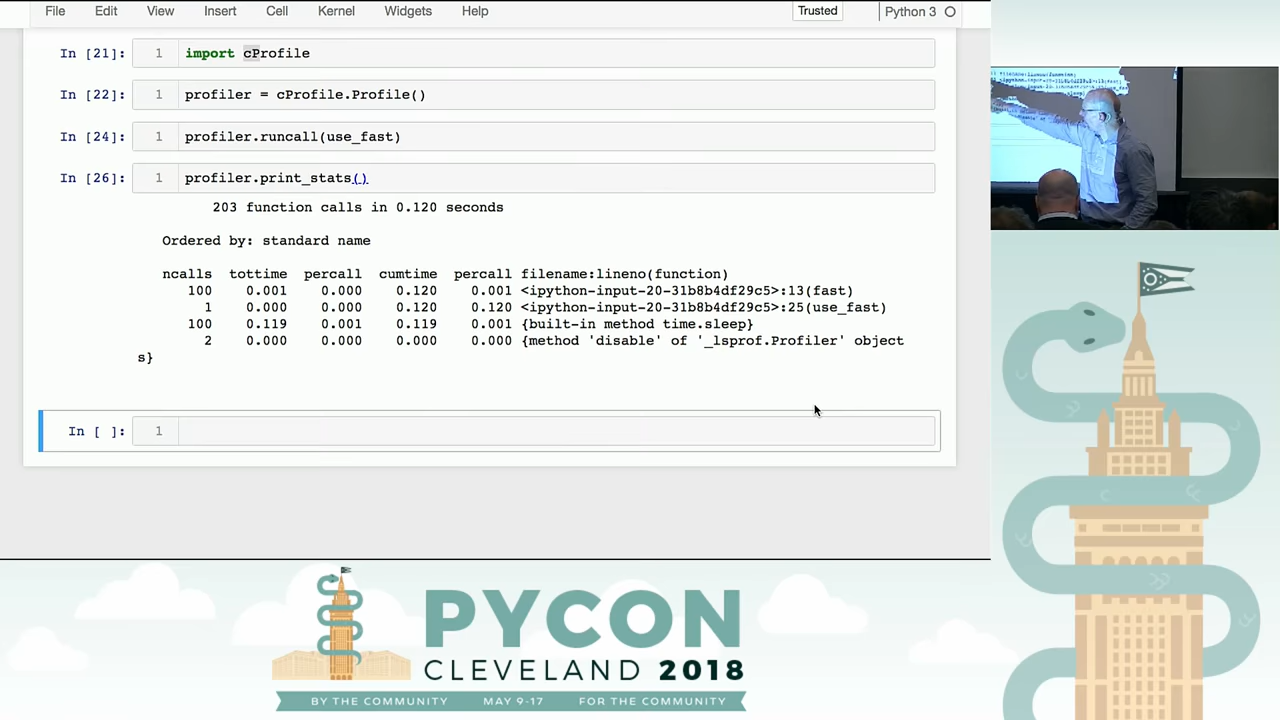 File Edit View Insert Cell Kernel Widgets Help Trusted Python 3
In [21]: 1 import cProfile
In [22]: 1 profiler = cProfile.Profile()
In [24]: 1 profiler.runcall(use_fast)
In [26]: 1 profiler.print_stats()
203 function calls in 0.120 seconds
Ordered by: standard name
ncalls tottime percall cumtime percall filename:lineno(function)
100 0.001 0.000 0.120 0.001 <ipython-input-20-31b8b4df29c5>:13(fast)
1 0.000 0.000 0.120 0.120 <ipython-input-20-31b8b4df29c5>:25(use_fast)
100 0.119 0.001 0.119 0.001 {built-in method time.sleep}
2 0.000 0.000 0.000 0.000 {method 'disable' of '_lsprof.Profiler' object
s}
In [ ]: 1
PYCON
CLEVELAND 2018
BY THE COMMUNITY MAY 9-17 FOR THE COMMUNITY